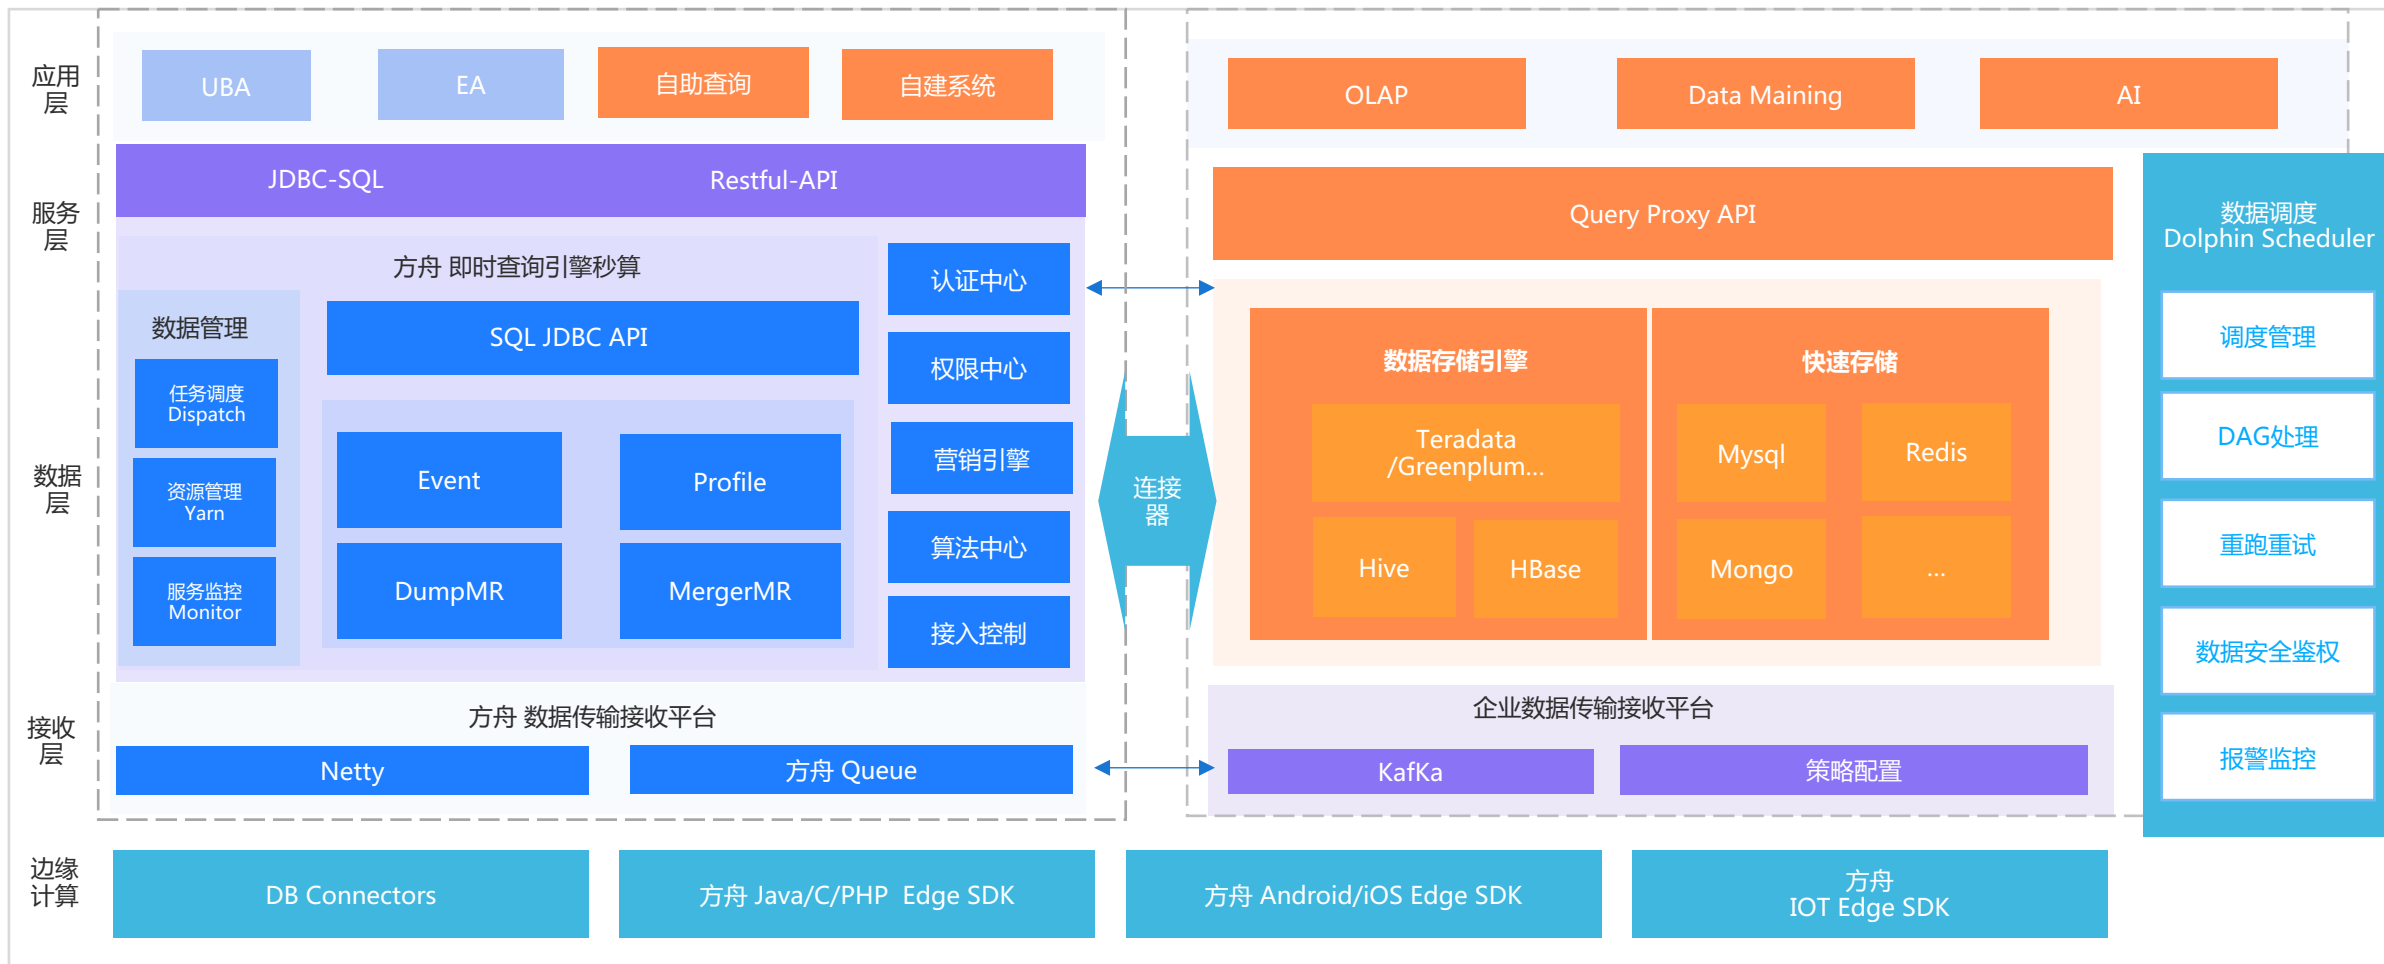 应用
层
UBA
EA
自助查询
自建系统
OLAP
Data Maining
AI
服务
层
JDBC-SQL
Restful-API
Query Proxy API
数据调度
Dolphin Scheduler
方舟 即时查询引擎秒算
数据管理
SQL JDBC API
任务调度
Dispatch
资源管理
Yarn
服务监控
Monitor
Event
Profile
DumpMR
MergerMR
认证中心
权限中心
营销引擎
算法中心
接入控制
数据
层
连接
器
数据存储引擎
快速存储
Teradata
/Greenplum...
Mysql
Redis
Hive
HBase
Mongo
...
调度管理
DAG处理
重跑重试
数据安全鉴权
报警监控
接收
层
方舟 数据传输接收平台
Netty
方舟 Queue
企业数据传输接收平台
KafKa
策略配置
边缘
计算
DB Connectors
方舟 Java/C/PHP  Edge SDK
方舟 Android/iOS Edge SDK
方舟
IOT Edge SDK